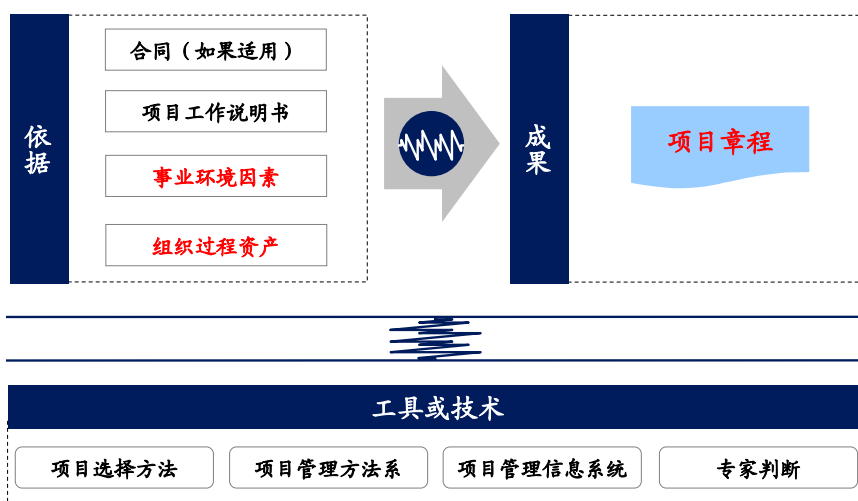 依据
合同（如果适用）
项目工作说明书
事业环境因素
组织过程资产
成果
项目章程
工具或技术
项目选择方法
项目管理方法系
项目管理信息系统
专家判断